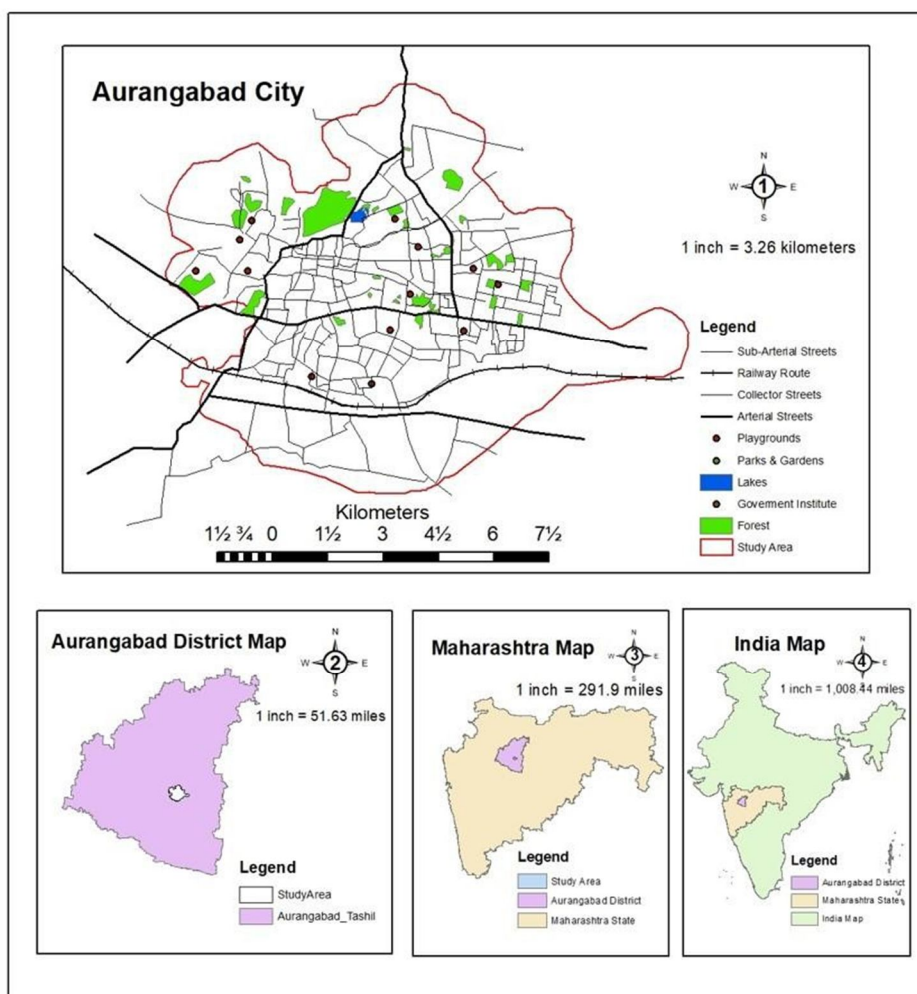 Aurangabad City
N
W 1 E
S
1 inch = 3.26 kilometers
Legend
Sub-Arterial Streets
Railway Route
Collector Streets
Arterial Streets
Playgrounds
Parks & Gardens
Lakes
Goverment Institute
Forest
Study Area
Kilometers
1½ ¾ 0 1½ 3 4½ 6 7½
Aurangabad District Map
N
W 2 E
S
1 inch = 51.63 miles
Legend
StudyArea
Aurangabad_Tashil
Maharashtra Map
N
W 3 E
S
1 inch = 291.9 miles
Legend
Study Area
Aurangabad District
Maharashtra State
India Map
N
W 4 E
S
1 inch = 1,008.44 miles
Legend
Aurangabad District
Maharashtra State
India Map